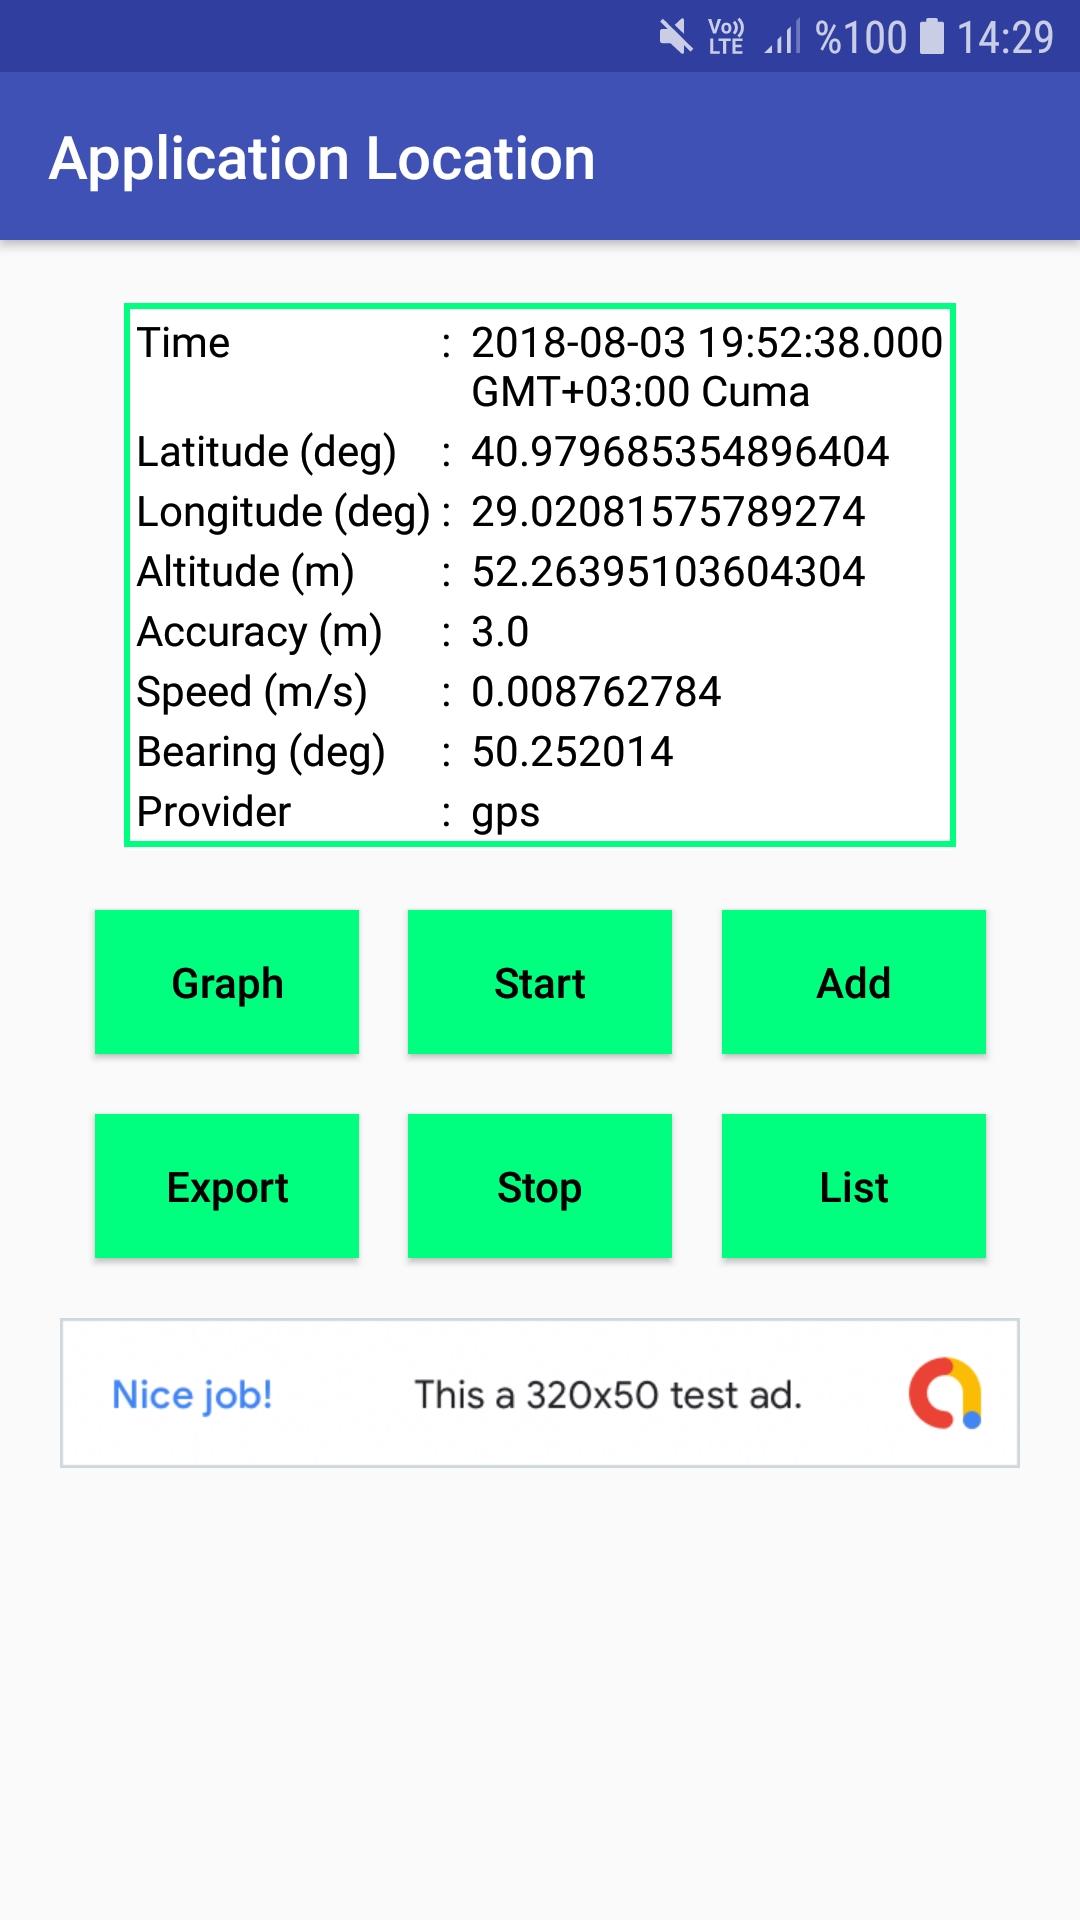 Vo)) LTE %100 14:29
Application Location
Time : 2018-08-03 19:52:38.000
GMT+03:00 Cuma
Latitude (deg) : 40.979685354896404
Longitude (deg) : 29.02081575789274
Altitude (m) : 52.26395103604304
Accuracy (m) : 3.0
Speed (m/s) : 0.008762784
Bearing (deg) : 50.252014
Provider : gps
Graph Start Add
Export Stop List
Nice job! This a 320x50 test ad.